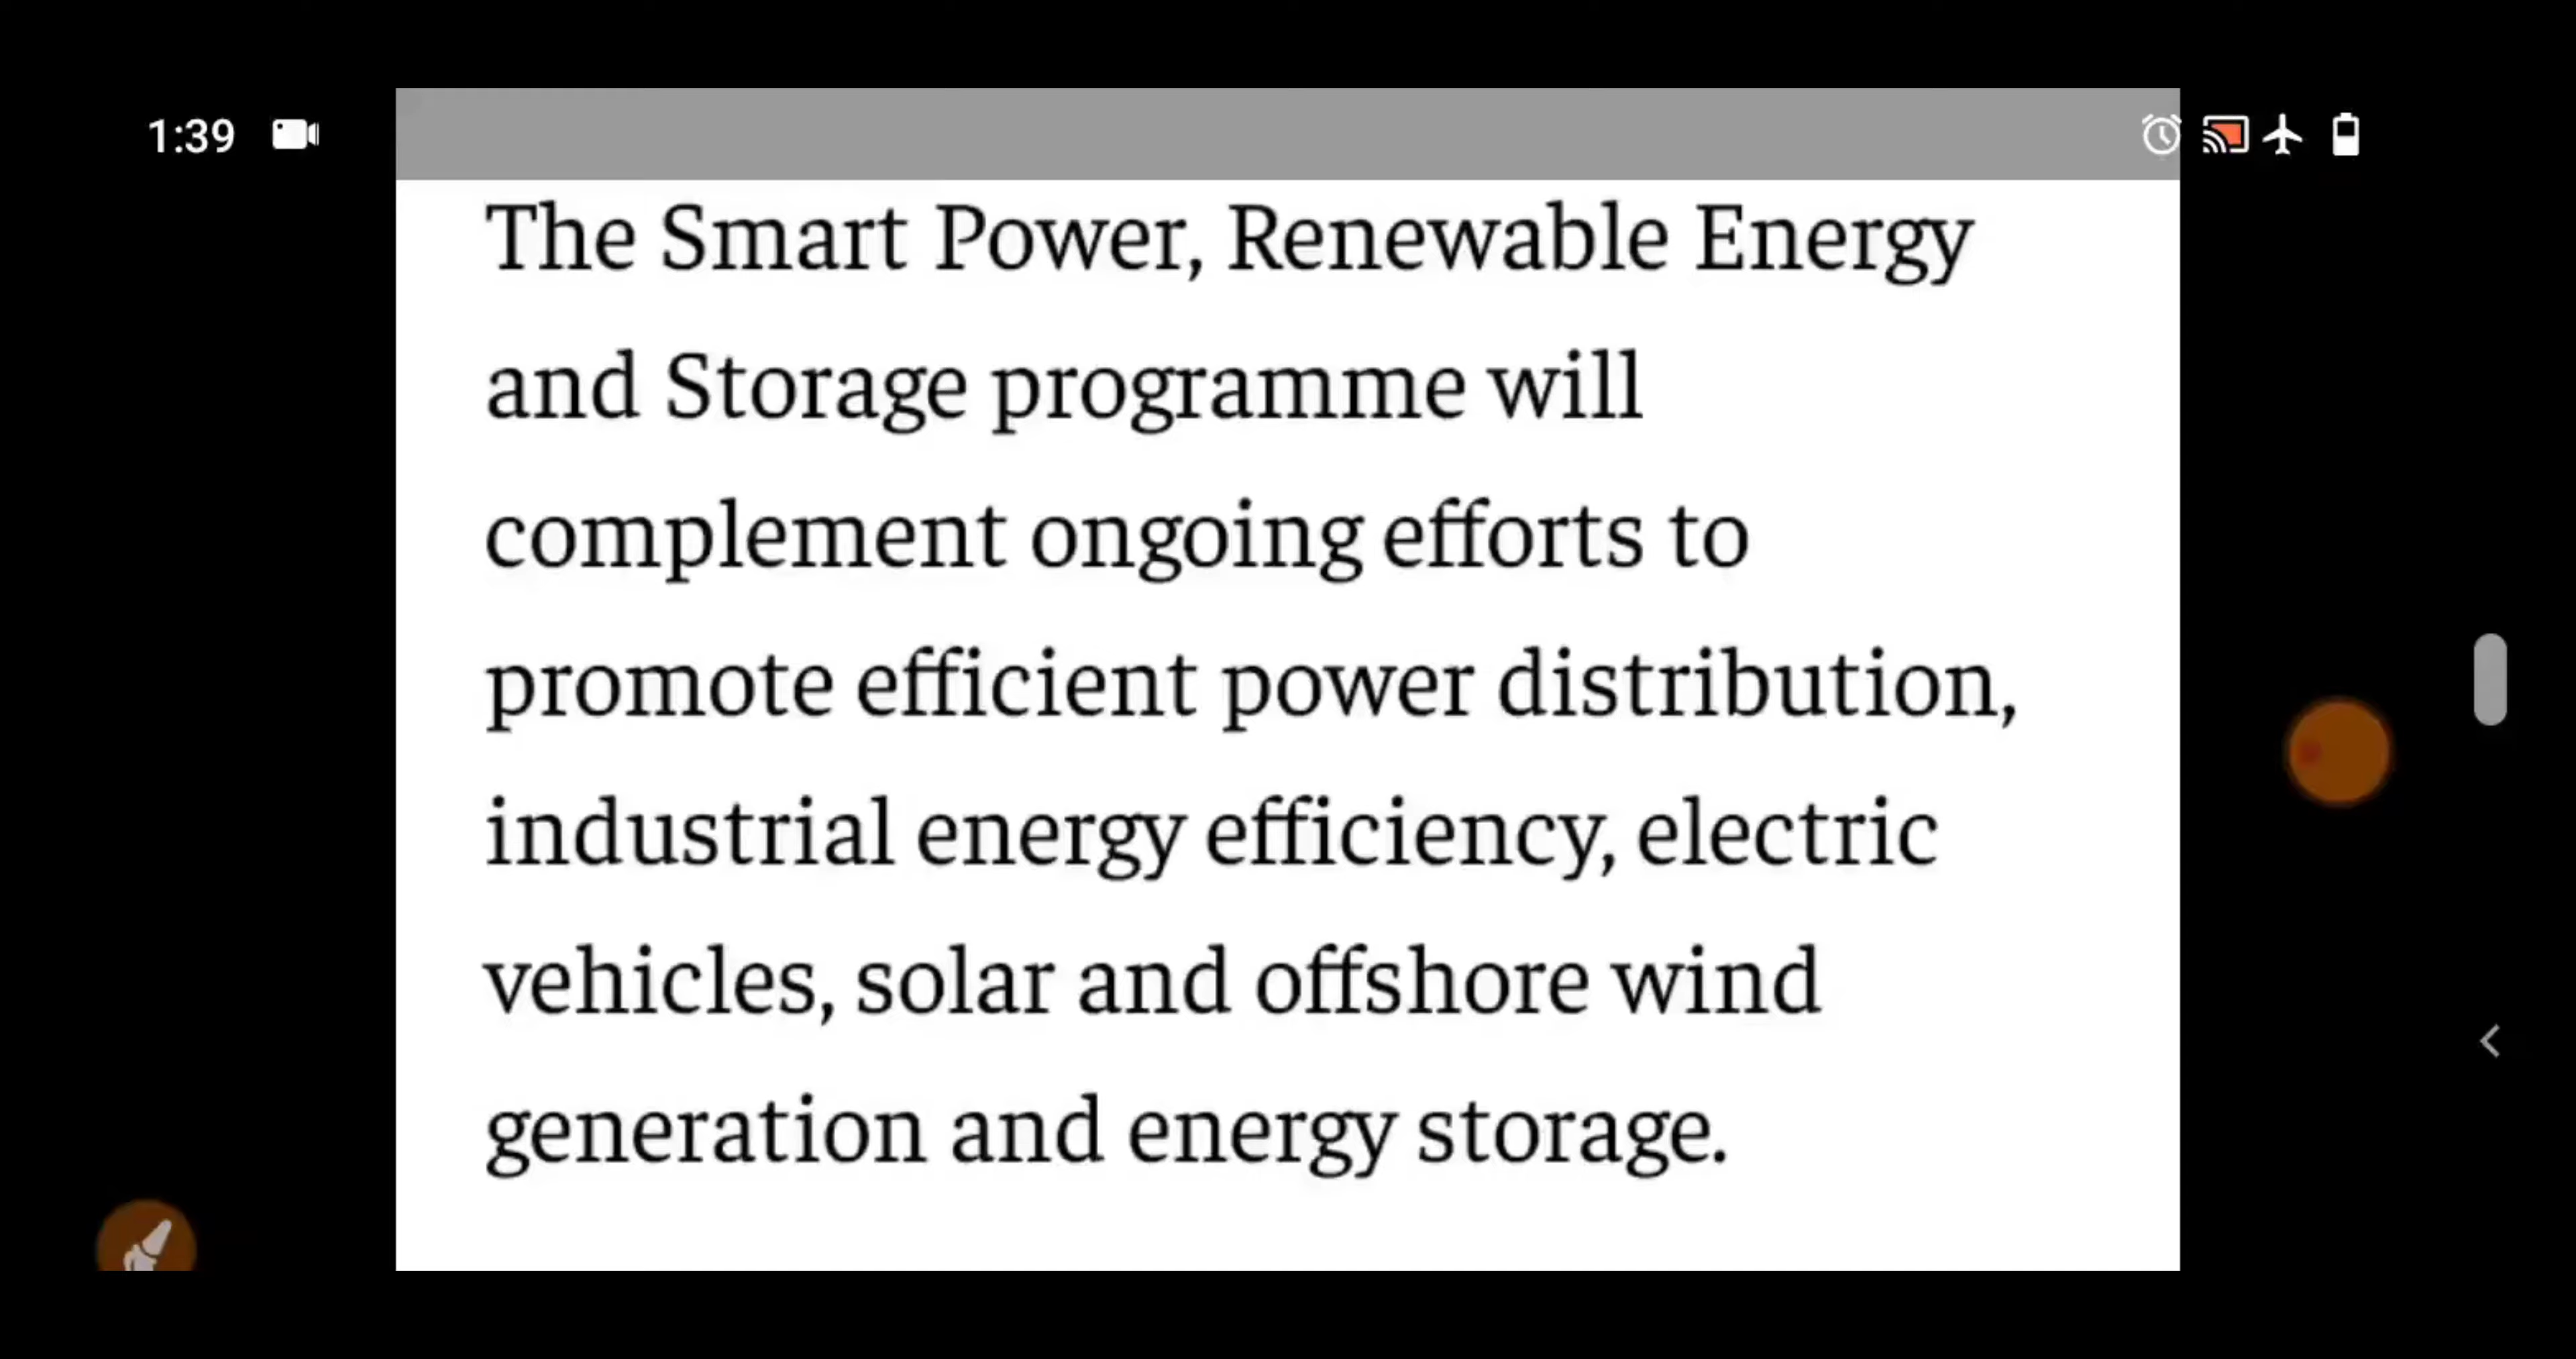 1:39
The Smart Power, Renewable Energy
and Storage programme will
complement ongoing efforts to
promote efficient power distribution,
industrial energy efficiency, electric
vehicles, solar and offshore wind
generation and energy storage.